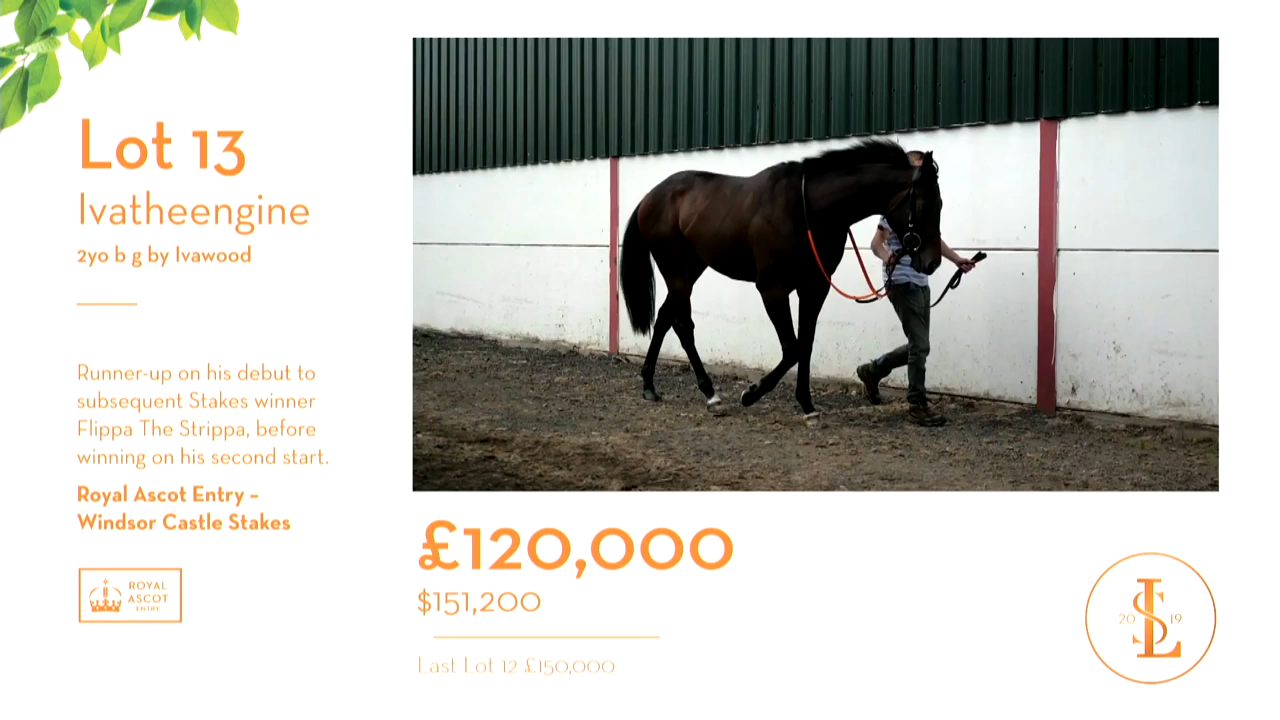 Lot 13
Ivatheengine
2yo b g by Ivawood
Runner-up on his debut to
subsequent Stakes winner
Flippa The Strippa, before
winning on his second start.
Royal Ascot Entry –
Windsor Castle Stakes
ROYAL
ASCOT
ENTRY
£120,000
$151,200
Last Lot 12 £150,000
20 SL 19